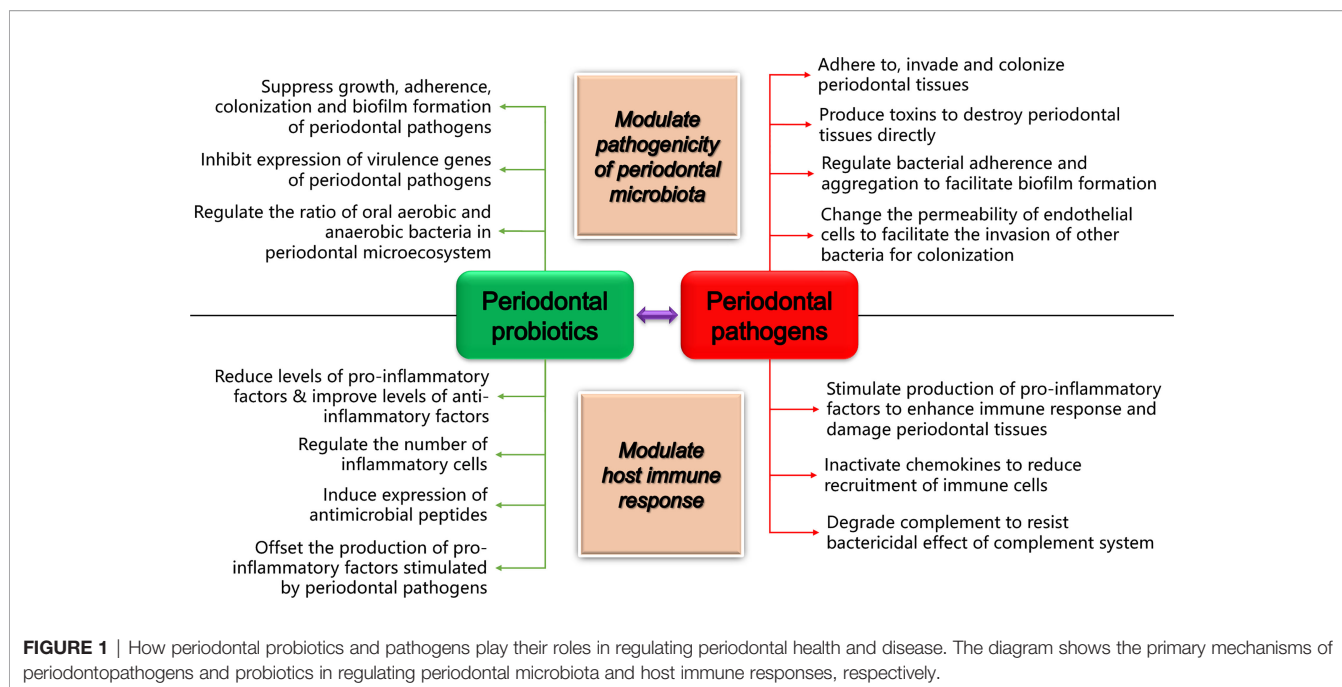 Suppress growth, adherence,
colonization and biofilm formation
of periodontal pathogens
Inhibit expression of virulence genes
of periodontal pathogens
Regulate the ratio of oral aerobic and
anaerobic bacteria in
periodontal microecosystem
Modulate
pathogenicity
of periodontal
microbiota
Adhere to, invade and colonize
periodontal tissues
Produce toxins to destroy periodontal
tissues directly
Regulate bacterial adherence and
aggregation to facilitate biofilm formation
Change the permeability of endothelial
cells to facilitate the invasion of other
bacteria for colonization
Periodontal
probiotics
Periodontal
pathogens
Reduce levels of pro-inflammatory
factors & improve levels of anti-
inflammatory factors
Regulate the number of
inflammatory cells
Induce expression of
antimicrobial peptides
Offset the production of pro-
inflammatory factors stimulated
by periodontal pathogens
Modulate
host immune
response
Stimulate production of pro-inflammatory
factors to enhance immune response and
damage periodontal tissues
Inactivate chemokines to reduce
recruitment of immune cells
Degrade complement to resist
bactericidal effect of complement system
FIGURE 1 | How periodontal probiotics and pathogens play their roles in regulating periodontal health and disease. The diagram shows the primary mechanisms of
periodontopathogens and probiotics in regulating periodontal microbiota and host immune responses, respectively.